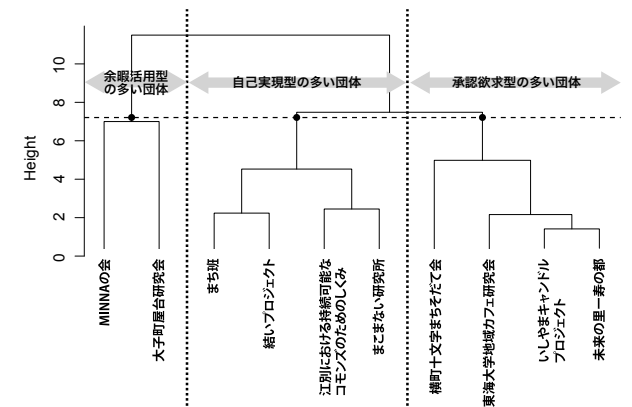 余暇活用型
の多い団体
自己実現型の多い団体
承認欲求型の多い団体
Height
10
8
6
4
2
0
MINNAの会
大子町屋台研究会
まち班
結いプロジェクト
江別における持続可能な
コモンズのためのしくみ
まこまない研究所
横町十文字まちそだて会
東海大学地域カフェ研究会
いしやまキャンドル
プロジェクト
未来の里ー寿の都